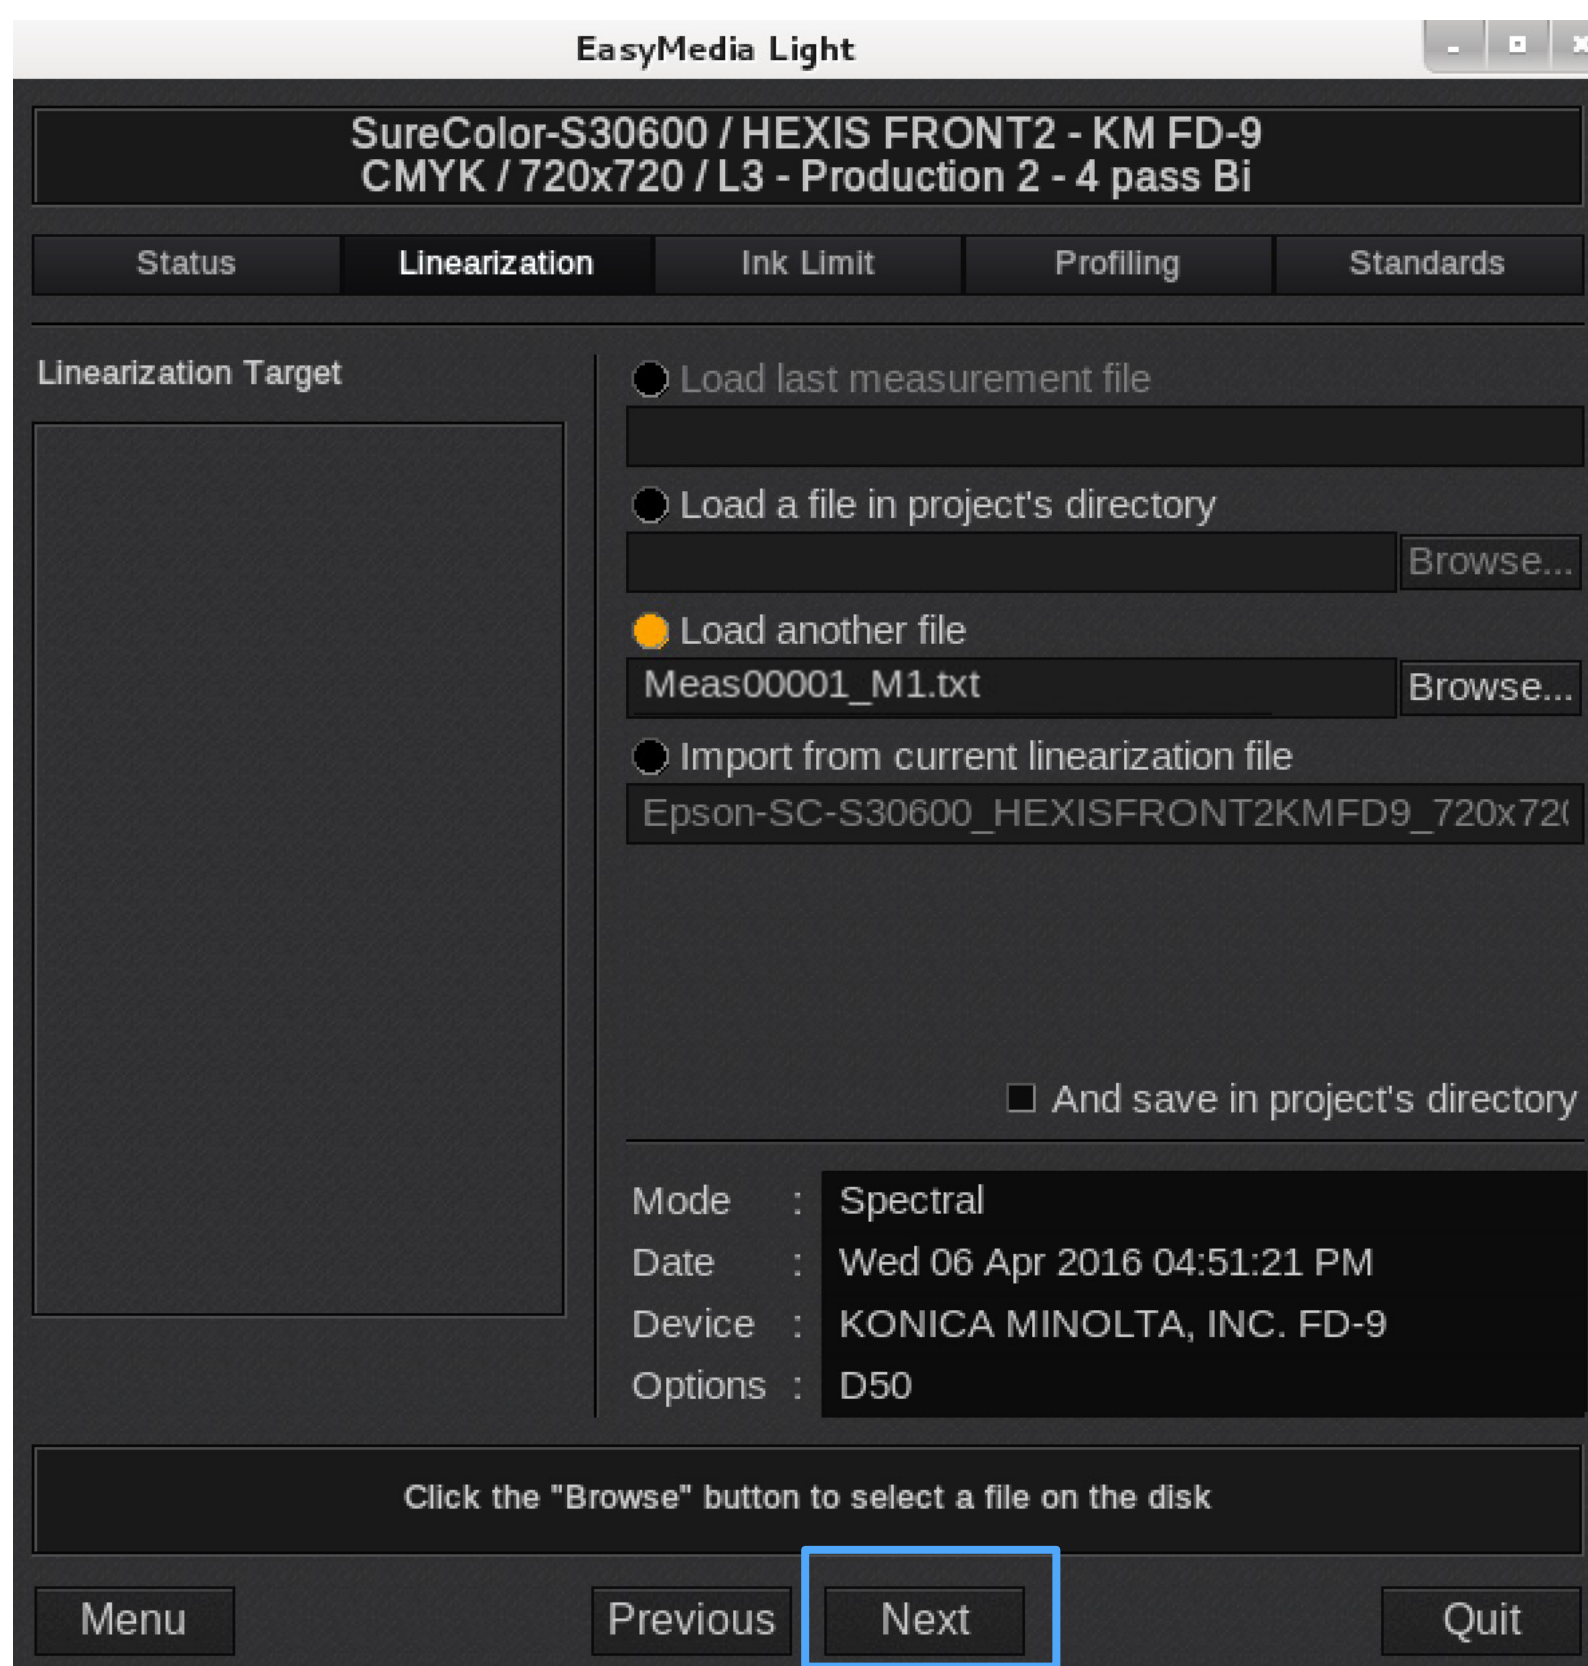 EasyMedia Light
SureColor-S30600 / HEXIS FRONT2 - KM FD-9
CMYK / 720x720 / L3 - Production 2 - 4 pass Bi
Status Linearization Ink Limit Profiling Standards
Linearization Target
Load last measurement file
Load a file in project's directory
Browse...
Load another file
Meas00001_M1.txt Browse...
Import from current linearization file
Epson-SC-S30600_HEXISFRONT2KMFD9_720x720
And save in project's directory
Mode : Spectral
Date : Wed 06 Apr 2016 04:51:21 PM
Device : KONICA MINOLTA, INC. FD-9
Options : D50
Click the "Browse" button to select a file on the disk
Menu Previous Next Quit